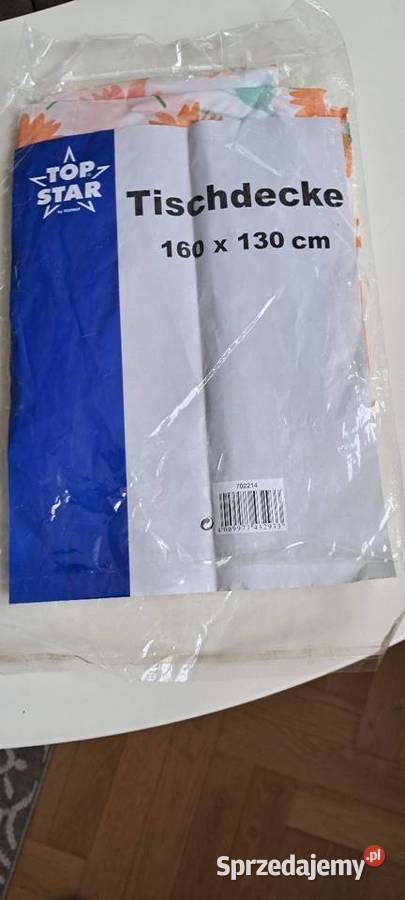 TOP
STAR
Tischdecke
160 x 130 cm
702214
Sprzedajemy.pl